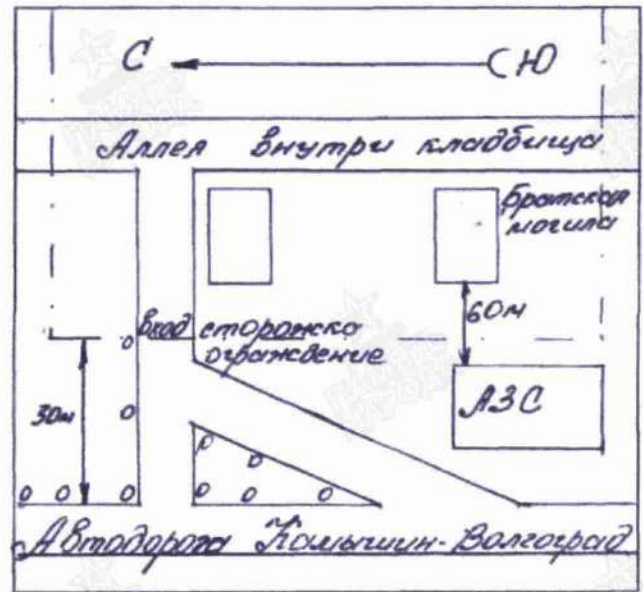 С Ю
Аллея внутри кладбища
братская
могила
вход сторожка
ограждение
60м
30м
АЗС
Автодорога Камышин-Волгоград